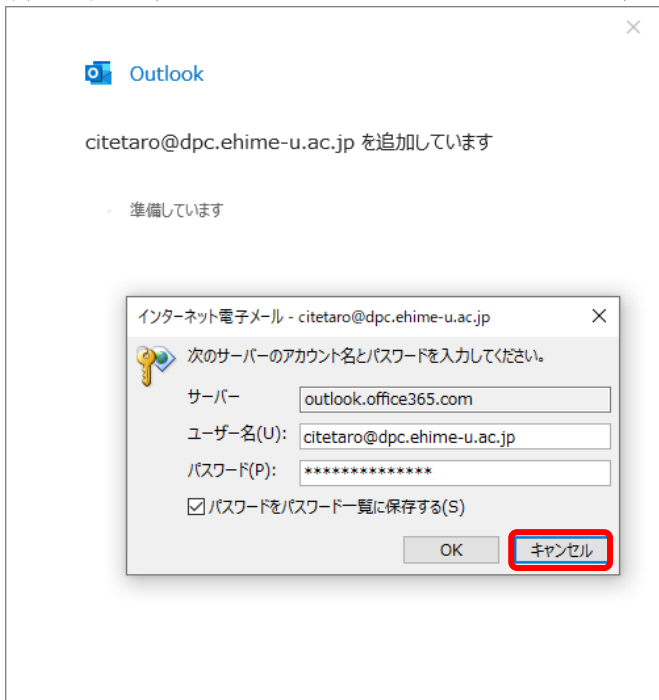 Outlook
citetaro@dpc.ehime-u.ac.jp を追加しています
準備しています
インターネット電子メール - citetaro@dpc.ehime-u.ac.jp
次のサーバーのアカウント名とパスワードを入力してください。
サーバー outlook.office365.com
ユーザー名(U): citetaro@dpc.ehime-u.ac.jp
パスワード(P): **************
パスワードをパスワード一覧に保存する(S)
OK キャンセル